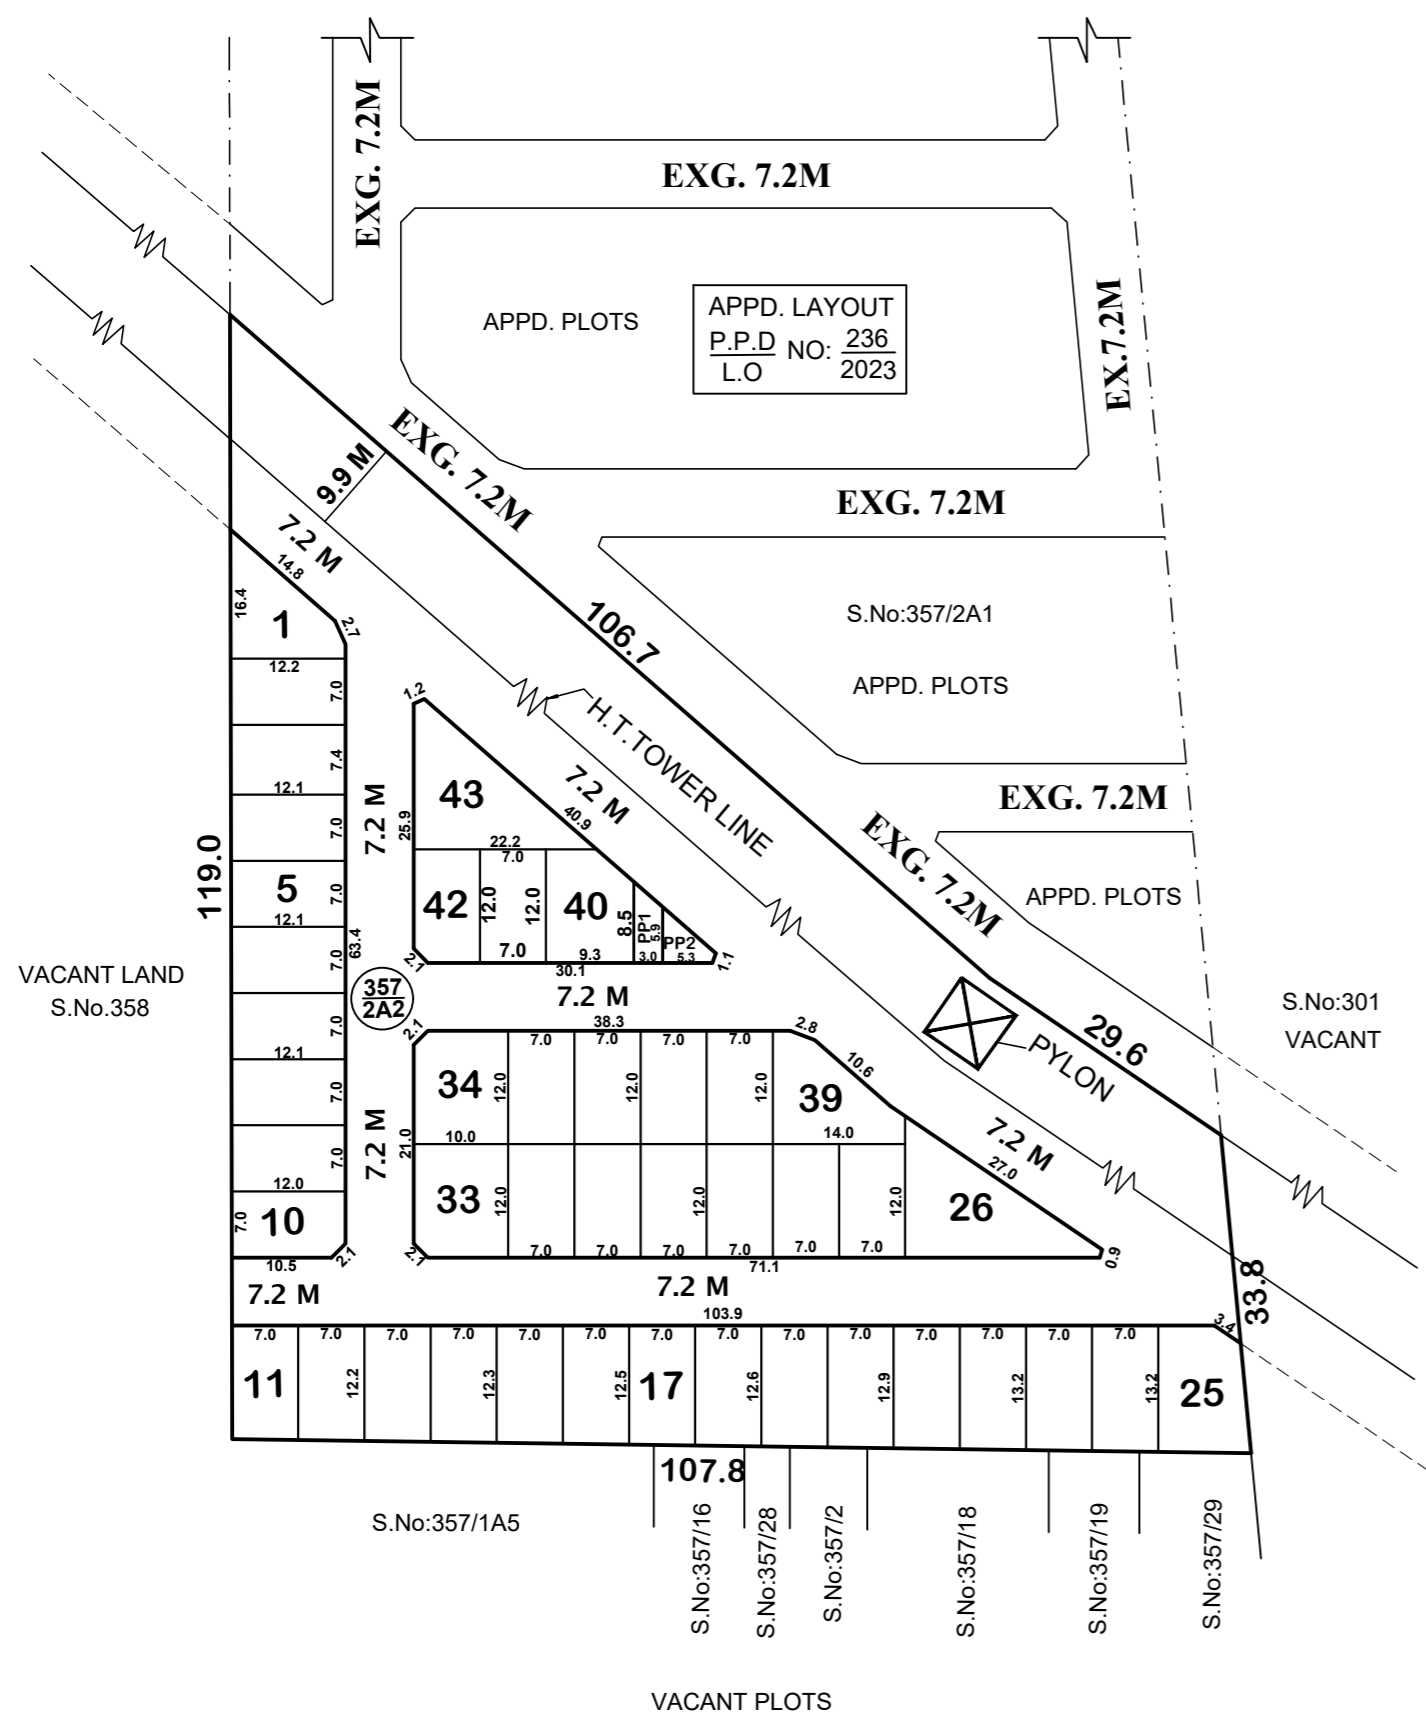 EXG. 7.2M
EXG. 7.2M
EX.7.2M
APPD. PLOTS
APPD. LAYOUT
P.P.D
L.O
NO:
236
2023
EXG. 7.2M
EXG. 7.2M
9.9 M
7.2 M
14.8
16.4
1
2.7
12.2
7.0
106.7
S.No:357/2A1
APPD. PLOTS
1.2
H.T.TOWER LINE
7.4
12.1
7.0
7.2 M
25.9
43
7.2 M
40.9
EXG. 7.2M
EXG. 7.2M
APPD. PLOTS
119.0
22.2
7.0
5
7.0
12.1
42
12.0
12.0
40
8.5
PP1
5.9
PP2
7.0
9.3
3.0
5.3
30.1
2.1
1.1
7.0
63.4
VACANT LAND
S.No.358
357
2A2
7.0
7.2 M
S.No:301
VACANT
29.6
PYLON
2.1
38.3
2.8
7.0
7.0
7.0
7.0
10.6
12.1
7.0
34
12.0
12.0
12.0
39
7.2 M
21.0
10.0
14.0
7.2 M
27.0
7.0
12.0
10
7.0
33
12.0
12.0
12.0
26
7.0
7.0
7.0
7.0
7.0
7.0
10.5
2.1
2.1
71.1
0.9
7.2 M
7.2 M
33.8
103.9
3.4
7.0
7.0
7.0
7.0
7.0
7.0
7.0
7.0
7.0
7.0
7.0
7.0
7.0
7.0
11
12.2
12.3
12.5
17
12.6
12.9
13.2
13.2
25
107.8
S.No:357/1A5
S.No:357/16
S.No:357/28
S.No:357/2
S.No:357/18
S.No:357/19
S.No:357/29
VACANT PLOTS